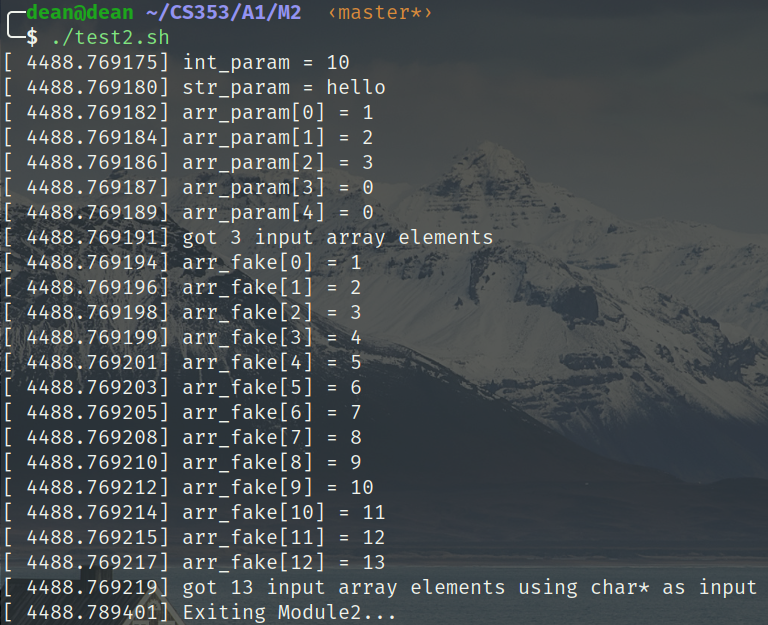 dean@dean ~/CS353/A1/M2 ‹master*›
$ ./test2.sh
[ 4488.769175] int_param = 10
[ 4488.769180] str_param = hello
[ 4488.769182] arr_param[0] = 1
[ 4488.769184] arr_param[1] = 2
[ 4488.769186] arr_param[2] = 3
[ 4488.769187] arr_param[3] = 0
[ 4488.769189] arr_param[4] = 0
[ 4488.769191] got 3 input array elements
[ 4488.769194] arr_fake[0] = 1
[ 4488.769196] arr_fake[1] = 2
[ 4488.769198] arr_fake[2] = 3
[ 4488.769199] arr_fake[3] = 4
[ 4488.769201] arr_fake[4] = 5
[ 4488.769203] arr_fake[5] = 6
[ 4488.769205] arr_fake[6] = 7
[ 4488.769208] arr_fake[7] = 8
[ 4488.769210] arr_fake[8] = 9
[ 4488.769212] arr_fake[9] = 10
[ 4488.769214] arr_fake[10] = 11
[ 4488.769215] arr_fake[11] = 12
[ 4488.769217] arr_fake[12] = 13
[ 4488.769219] got 13 input array elements using char* as input
[ 4488.789401] Exiting Module2...